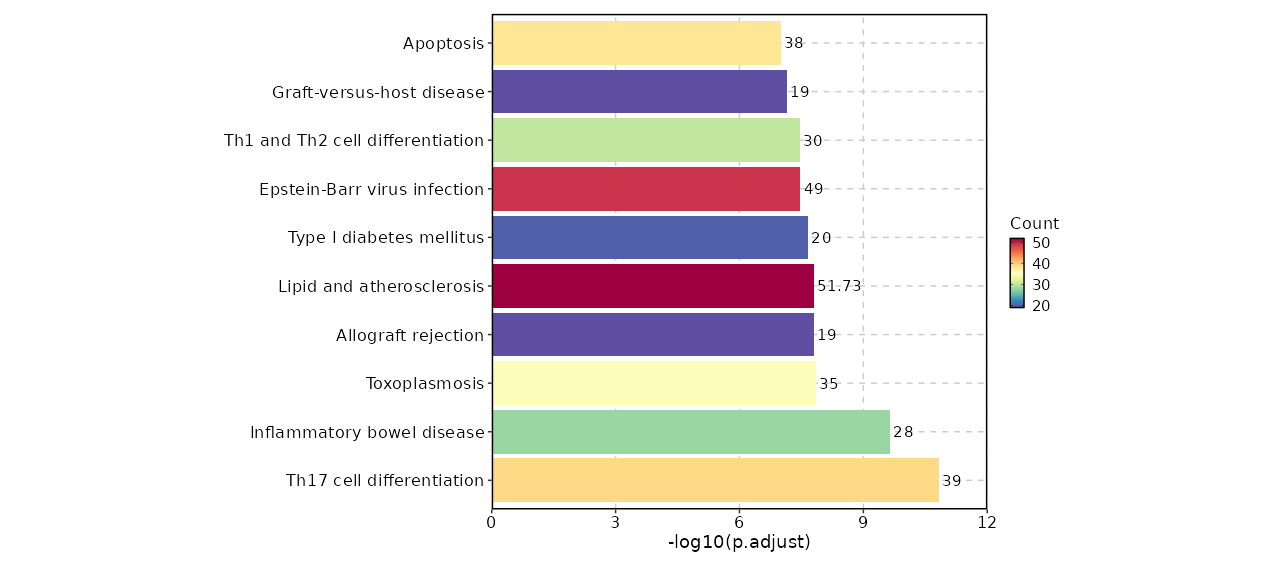 Apoptosis 38
Graft-versus-host disease 19
Th1 and Th2 cell differentiation 30
Epstein-Barr virus infection 49
Type I diabetes mellitus 20
Lipid and atherosclerosis 51.73
Allograft rejection 19
Toxoplasmosis 35
Inflammatory bowel disease 28
Th17 cell differentiation 39
0 3 6 9 12
-log10(p.adjust)
Count
50
40
30
20